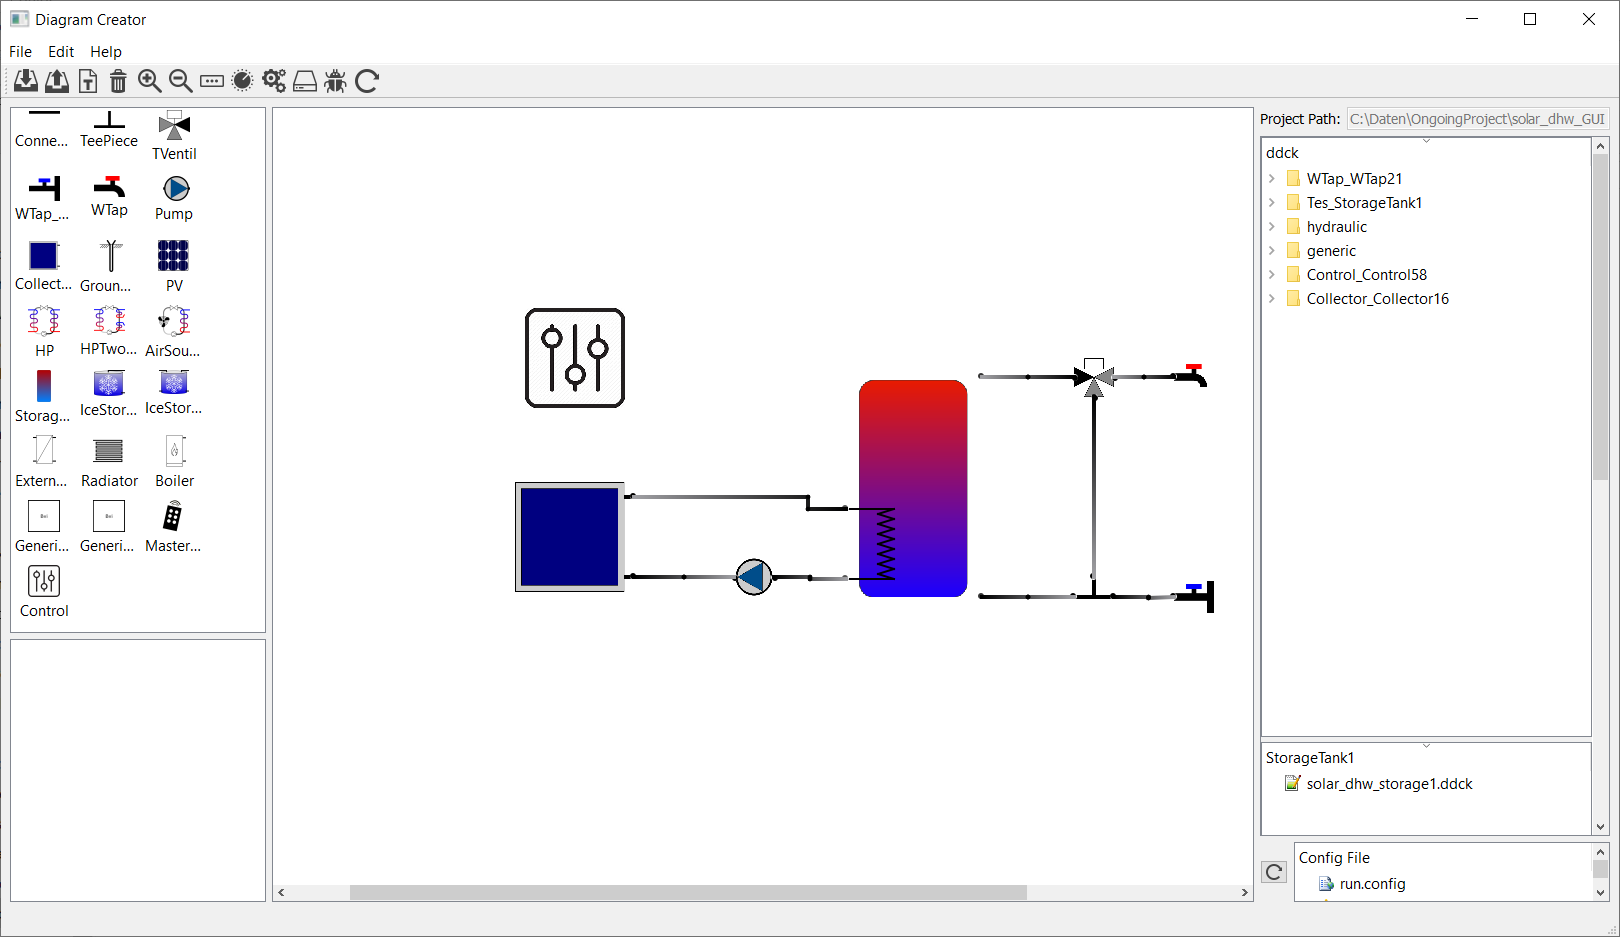 Diagram Creator
File Edit Help
Conne... TeePiece TVentil
WTap_... WTap Pump
Collect... Groun... PV
HP HPTwo... AirSou...
Storag... IceStor... IceStor...
Extern... Radiator Boiler
Generi... Generi... Master...
Control
Project Path: C:\Daten\OngoingProject\solar_dhw_GUI
ddck
WTap_WTap21
Tes_StorageTank1
hydraulic
generic
Control_Control58
Collector_Collector16
StorageTank1
solar_dhw_storage1.ddck
Config File
run.config